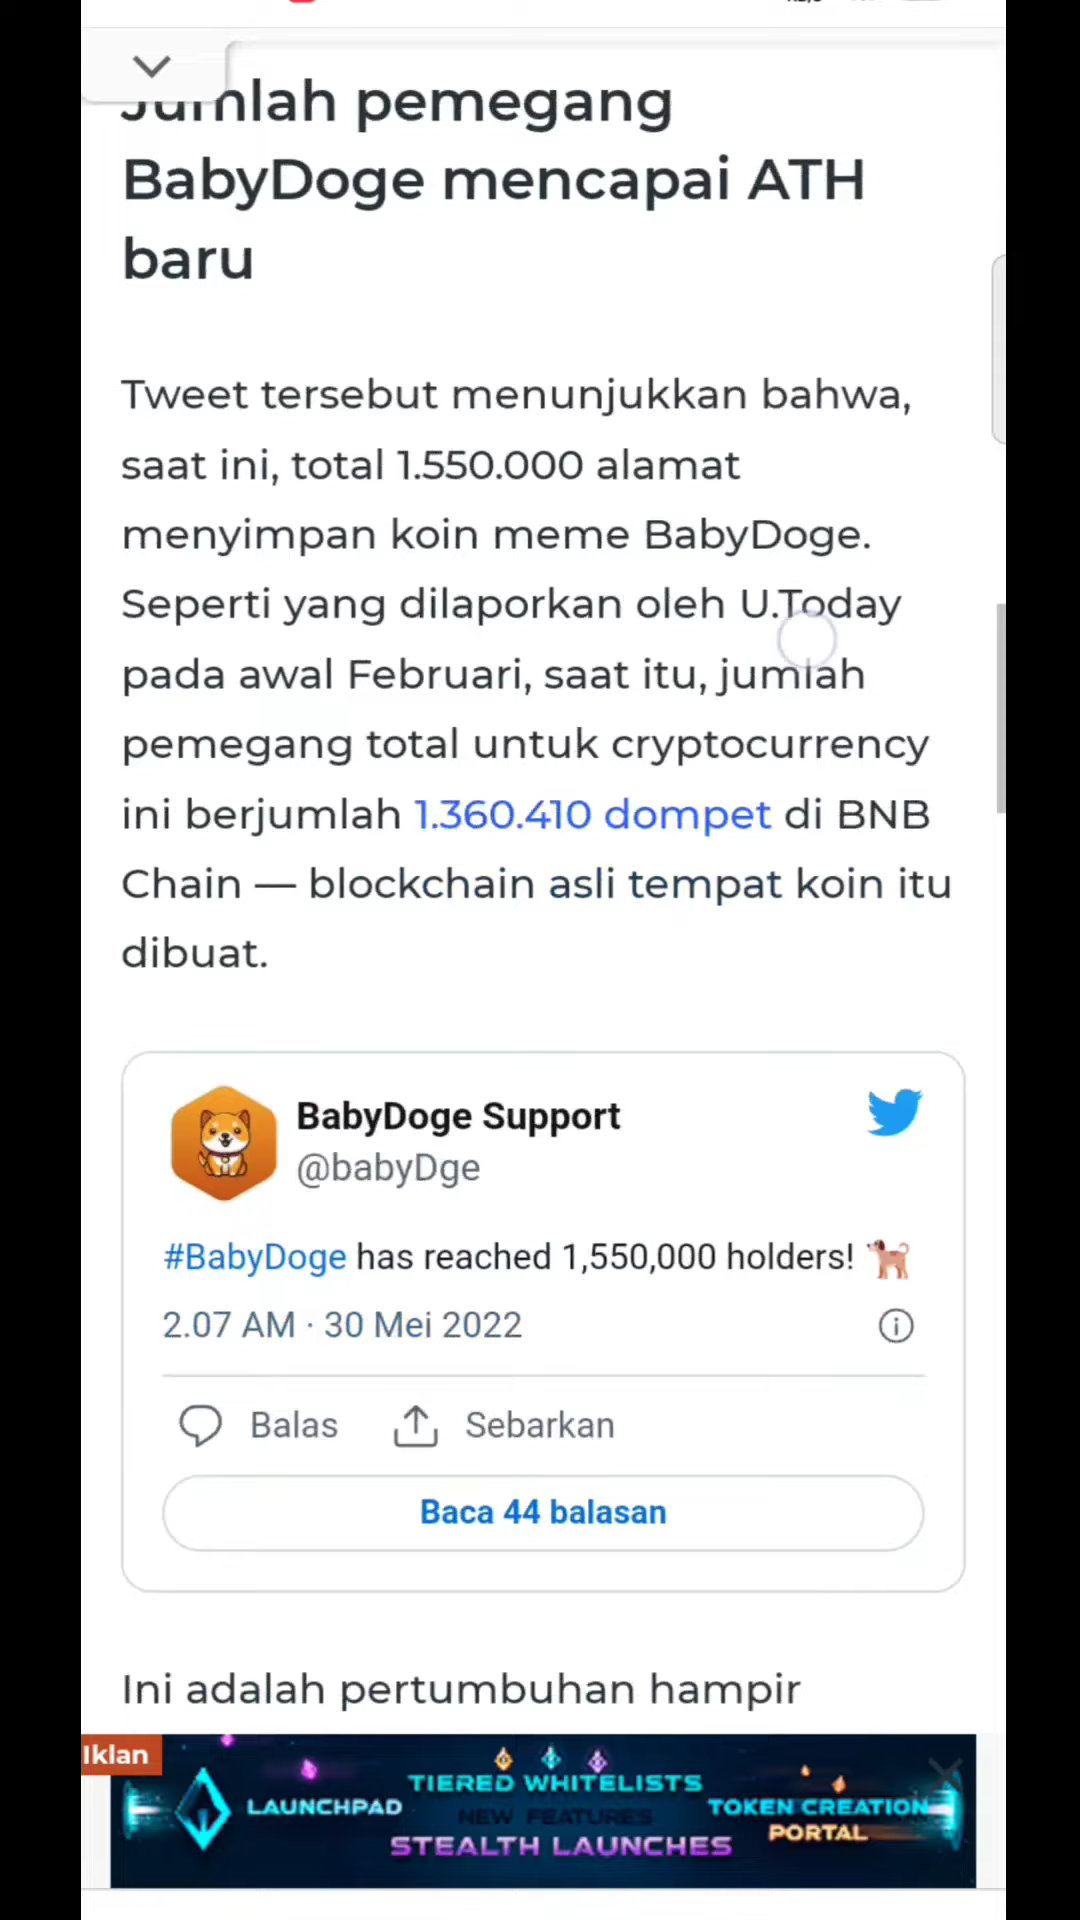 Jumlah pemegang
BabyDoge mencapai ATH
baru
Tweet tersebut menunjukkan bahwa,
saat ini, total 1.550.000 alamat
menyimpan koin meme BabyDoge.
Seperti yang dilaporkan oleh U.Today
pada awal Februari, saat itu, jumlah
pemegang total untuk cryptocurrency
ini berjumlah 1.360.410 dompet di BNB
Chain — blockchain asli tempat koin itu
dibuat.
BabyDoge Support
@babyDge
#BabyDoge has reached 1,550,000 holders! 🐕
2.07 AM · 30 Mei 2022
Balas Sebarkan
Baca 44 balasan
Ini adalah pertumbuhan hampir
Iklan
LAUNCHPAD
TIERED WHITELISTS
NEW FEATURES
STEALTH LAUNCHES
TOKEN CREATION
PORTAL